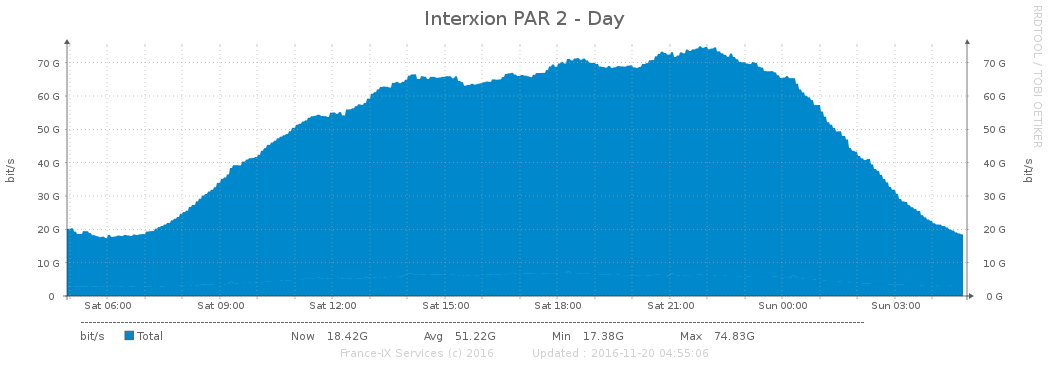 Interxion PAR 2 - Day
RRDTOOL / TOBI OETIKER
bit/s
70 G
60 G
50 G
40 G
30 G
20 G
10 G
0
70 G
60 G
50 G
40 G
30 G
20 G
10 G
0 G
bit/s
Sat 06:00 Sat 09:00 Sat 12:00 Sat 15:00 Sat 18:00 Sat 21:00 Sun 00:00 Sun 03:00
bit/s Total Now 18.42G Avg 51.22G Min 17.38G Max 74.83G
France-IX Services (c) 2016 Updated : 2016-11-20 04:55:06